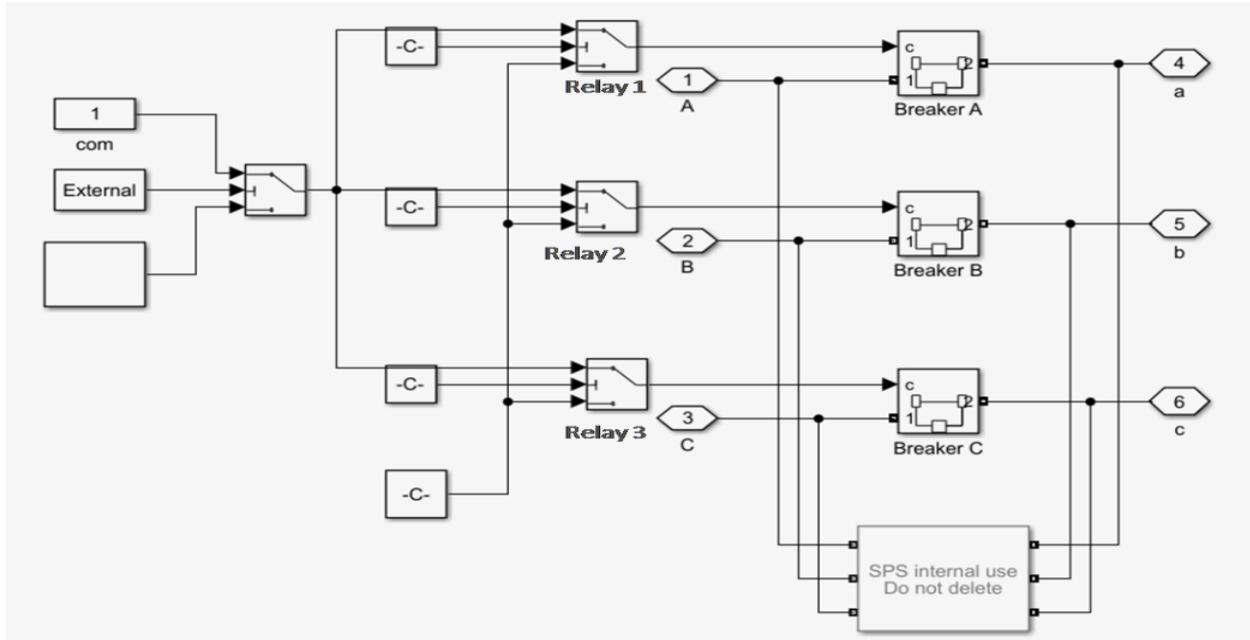 -C-
Relay 1
1
A
c
1
2
Breaker A
4
a
1
com
External
-C-
Relay 2
2
B
c
1
2
Breaker B
5
b
-C-
Relay 3
3
C
c
1
2
Breaker C
6
c
-C-
SPS internal use
Do not delete